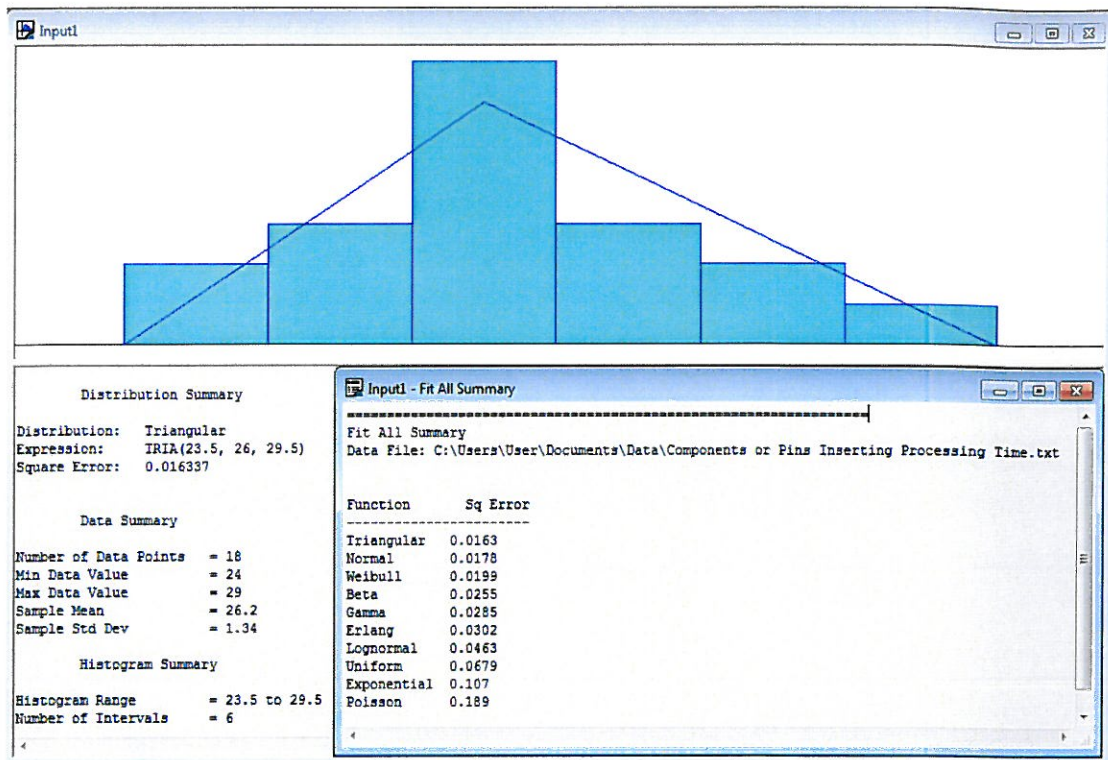 Input1
Distribution Summary
Distribution: Triangular
Expression: TRIA(23.5, 26, 29.5)
Square Error: 0.016337
Data Summary
Number of Data Points = 18
Min Data Value = 24
Max Data Value = 29
Sample Mean = 26.2
Sample Std Dev = 1.34
Histogram Summary
Histogram Range = 23.5 to 29.5
Number of Intervals = 6
Input1 - Fit All Summary
Fit All Summary
Data File: C:\Users\User\Documents\Data\Components or Pins Inserting Processing Time.txt
Function Sq Error
Triangular 0.0163
Normal 0.0178
Weibull 0.0199
Beta 0.0255
Gamma 0.0285
Erlang 0.0302
Lognormal 0.0463
Uniform 0.0679
Exponential 0.107
Poisson 0.189